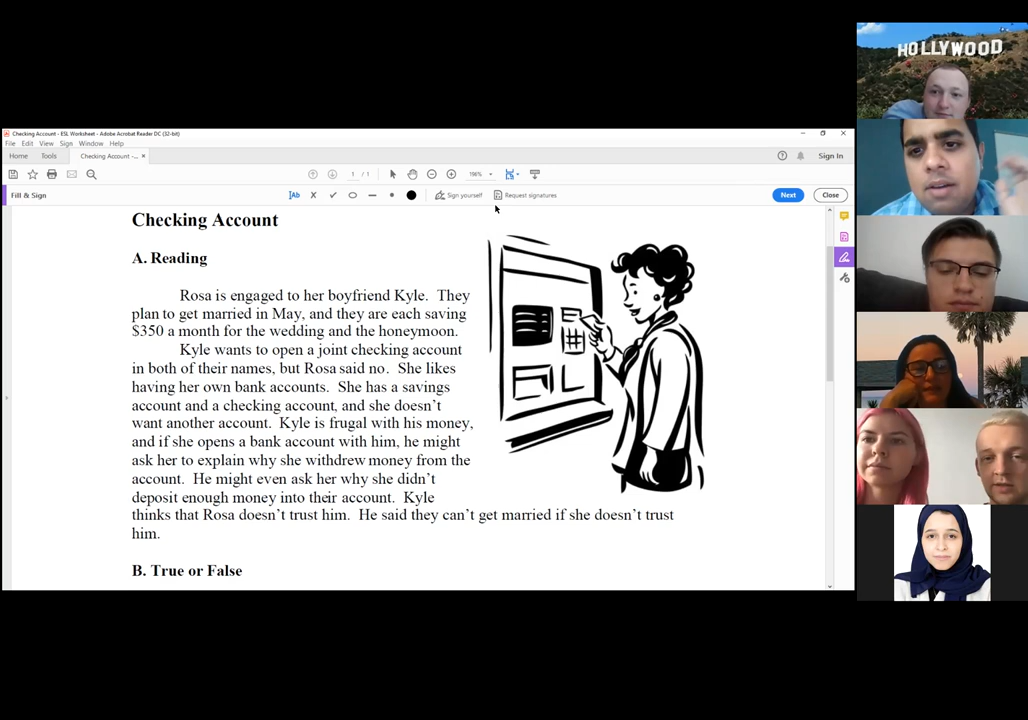 HOLLYWOOD
Checking Account - ESL Worksheet - Adobe Acrobat Reader DC (32-bit)
File Edit View Sign Window Help
Home Tools Checking Account -... × Sign In
1 / 1 196%
Fill & Sign Ab Sign yourself Request signatures Next Close
Checking Account
A. Reading
Rosa is engaged to her boyfriend Kyle. They
plan to get married in May, and they are each saving
$350 a month for the wedding and the honeymoon.
Kyle wants to open a joint checking account
in both of their names, but Rosa said no. She likes
having her own bank accounts. She has a savings
account and a checking account, and she doesn't
want another account. Kyle is frugal with his money,
and if she opens a bank account with him, he might
ask her to explain why she withdrew money from the
account. He might even ask her why she didn't
deposit enough money into their account. Kyle
thinks that Rosa doesn't trust him. He said they can't get married if she doesn't trust
him.
B. True or False